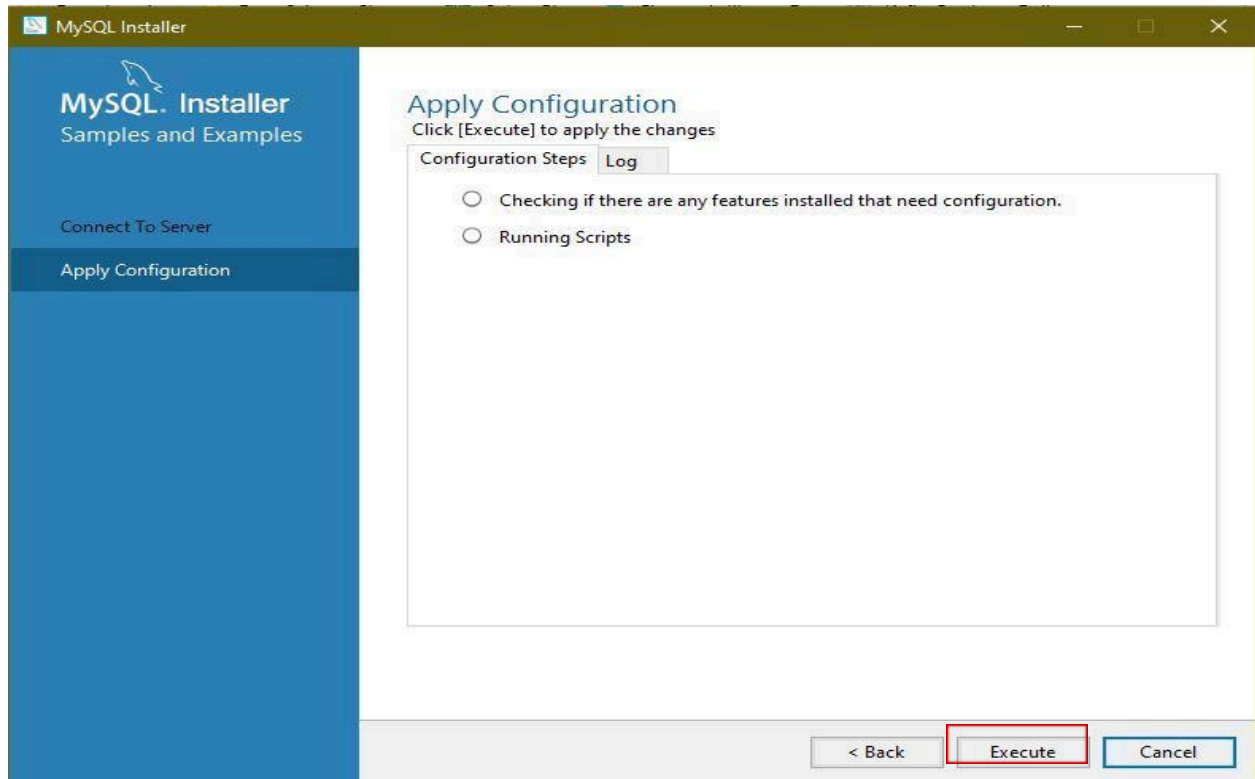 MySQL Installer
MySQL. Installer
Samples and Examples
Connect To Server
Apply Configuration
Apply Configuration
Click [Execute] to apply the changes
Configuration Steps Log
Checking if there are any features installed that need configuration.
Running Scripts
< Back Execute Cancel